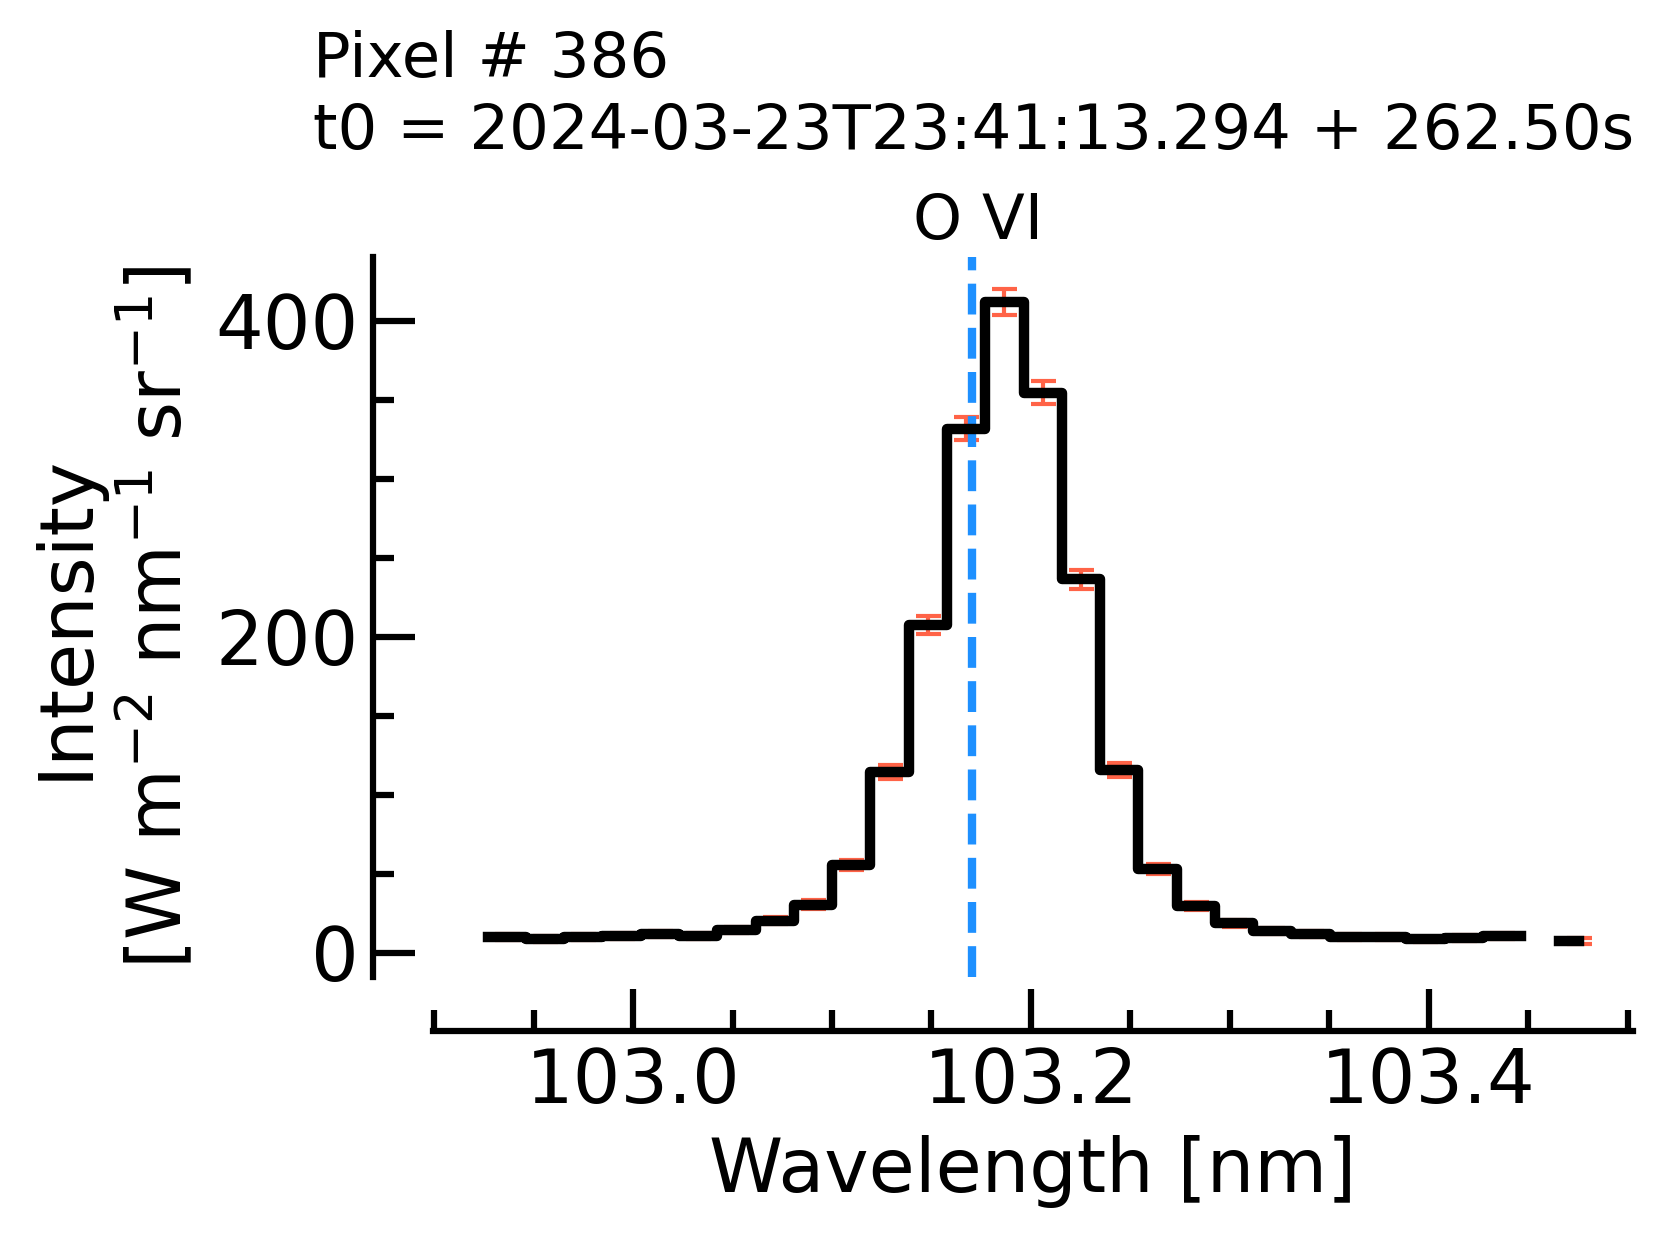 Pixel # 386
t0 = 2024-03-23T23:41:13.294 + 262.50s
O VI
Intensity
[W m⁻² nm⁻¹ sr⁻¹]
400
200
0
103.0 103.2 103.4
Wavelength [nm]